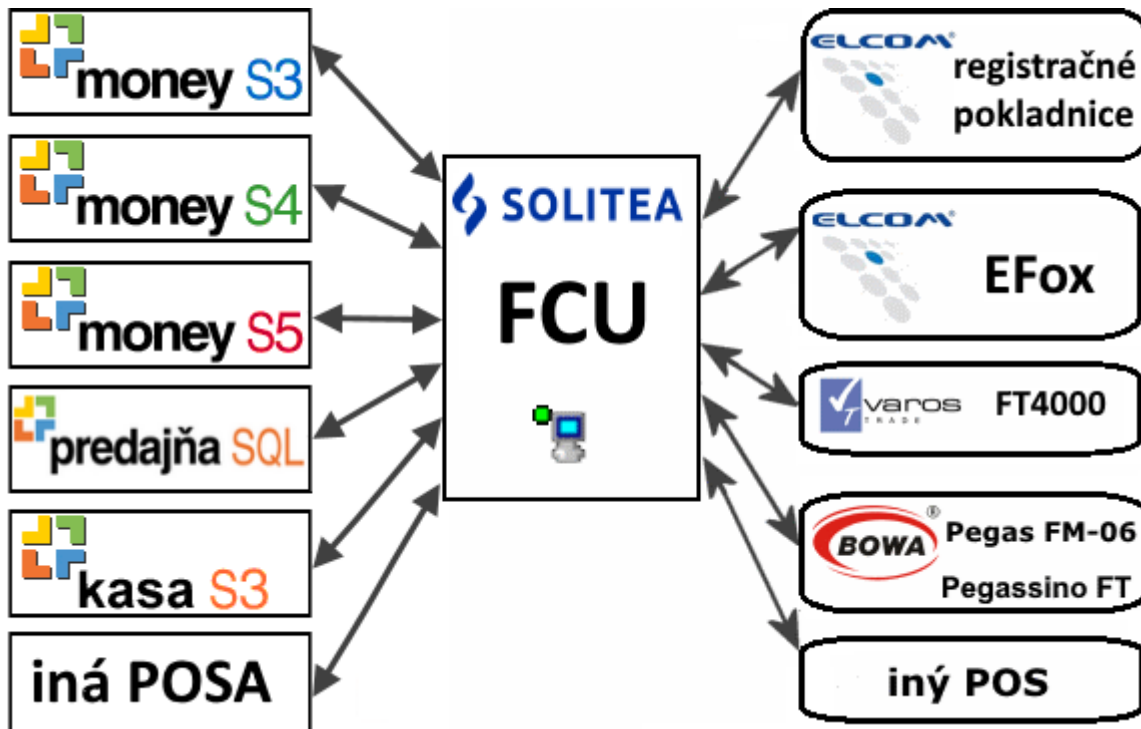 money S3
money S4
money S5
predajňa SQL
kasa S3
iná POSA
SOLITEA
FCU
ELCOM®
registračné
pokladnice
ELCOM®
EFox
varos
TRADE
FT4000
BOWA®
Pegas FM-06
Pegassino FT
iný POS